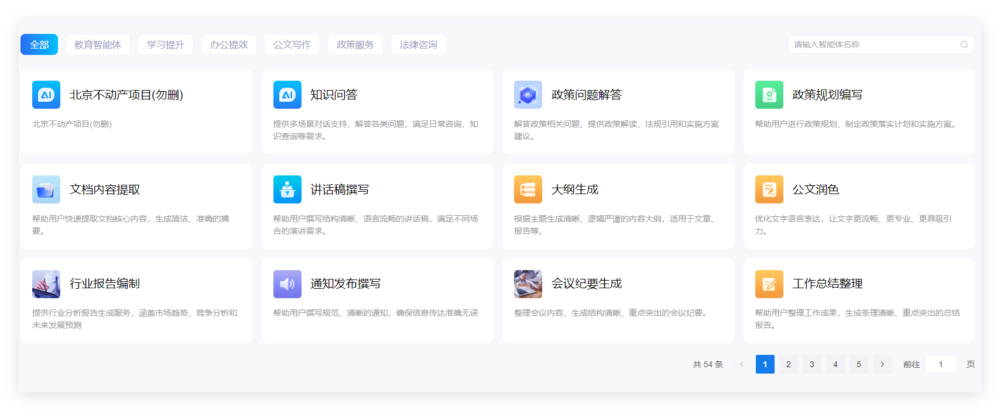 全部 教育智能体 学习提升 办公提效 公文写作 政策服务 法律咨询 请输入智能体名称
北京不动产项目(勿删)
北京不动产项目(勿删)
知识问答
提供多场景对话支持，解答各类问题，满足日常咨询、知
识查询等需求。
政策问题解答
解答政策相关问题，提供政策解读、法规引用和实施方案
建议。
政策规划编写
帮助用户进行政策规划、制定政策落实计划和实施方案。
文档内容提取
帮助用户快速提取文档核心内容，生成简洁、准确的摘
要。
讲话稿撰写
帮助用户撰写结构清晰、语言流畅的讲话稿，满足不同场
合的演讲需求。
大纲生成
根据主题生成清晰、逻辑严谨的内容大纲，适用于文章、
报告等。
公文润色
优化文字语言表达，让文字更流畅、更专业、更具吸引
力。
行业报告编制
提供行业分析报告生成服务，涵盖市场趋势、竞争分析和
未来发展预测
通知发布撰写
帮助用户撰写规范、清晰的通知，确保信息传达准确无误
会议纪要生成
整理会议内容，生成结构清晰、重点突出的会议纪要。
工作总结整理
帮助用户整理工作成果，生成条理清晰、重点突出的总结
报告。
共 54 条 1 2 3 4 5 前往 1 页